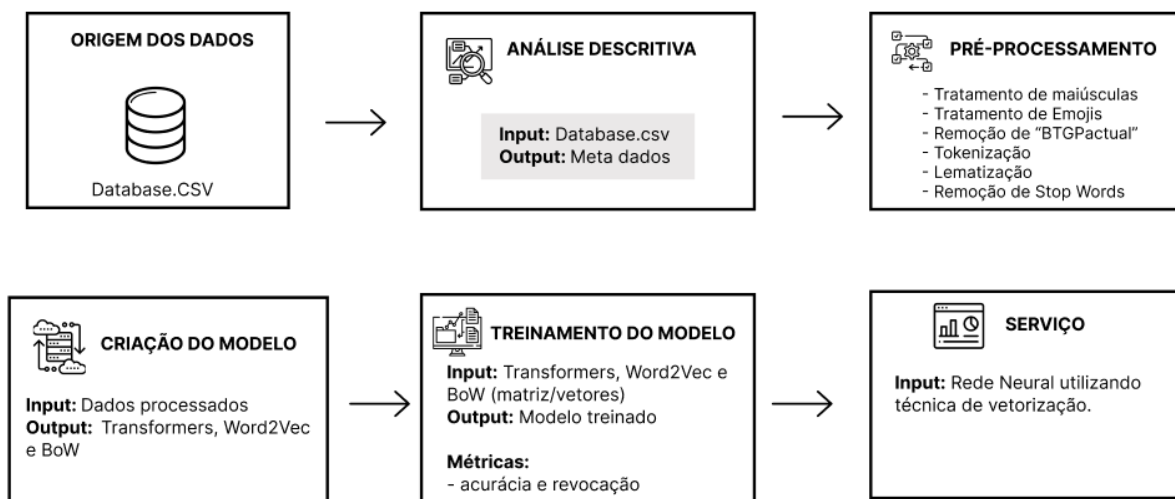 ORIGEM DOS DADOS
Database.CSV
ANÁLISE DESCRITIVA
Input: Database.csv
Output: Meta dados
PRÉ-PROCESSAMENTO
- Tratamento de maiúsculas
- Tratamento de Emojis
- Remoção de “BTGPactual”
- Tokenização
- Lematização
- Remoção de Stop Words
CRIAÇÃO DO MODELO
Input: Dados processados
Output: Transformers, Word2Vec
e BoW
TREINAMENTO DO MODELO
Input: Transformers, Word2Vec e
BoW (matriz/vetores)
Output: Modelo treinado
Métricas:
- acurácia e revocação
SERVIÇO
Input: Rede Neural utilizando
técnica de vetorização.